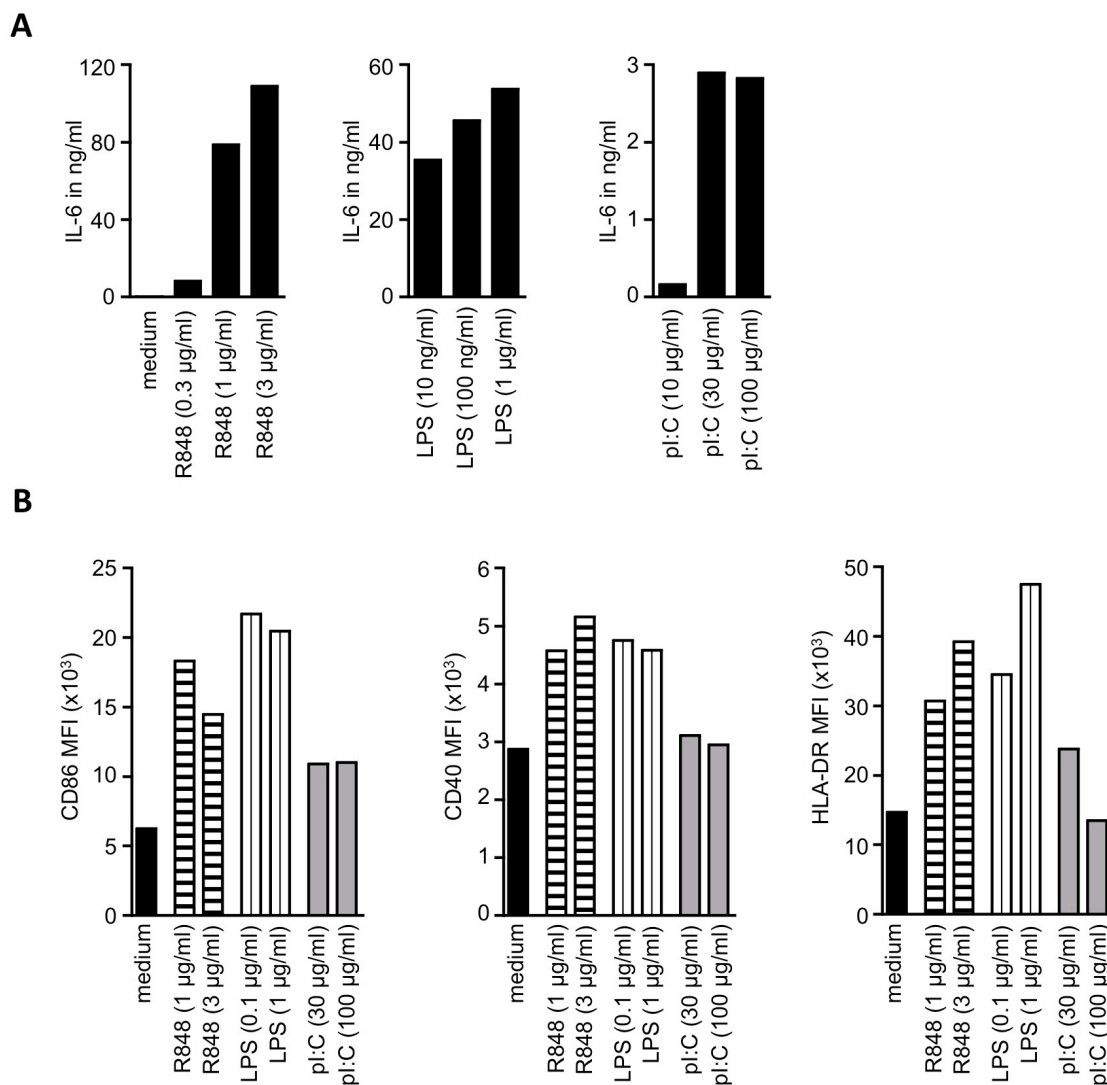 A
IL-6 in ng/ml
120
80
40
0
medium
R848 (0.3 µg/ml)
R848 (1 µg/ml)
R848 (3 µg/ml)
IL-6 in ng/ml
60
40
20
0
LPS (10 ng/ml)
LPS (100 ng/ml)
LPS (1 µg/ml)
IL-6 in ng/ml
3
2
1
0
pI:C (10 µg/ml)
pI:C (30 µg/ml)
pI:C (100 µg/ml)
B
CD86 MFI (x10³)
25
20
15
10
5
0
medium
R848 (1 µg/ml)
R848 (3 µg/ml)
LPS (0.1 µg/ml)
LPS (1 µg/ml)
pI:C (30 µg/ml)
pI:C (100 µg/ml)
CD40 MFI (x10³)
6
5
4
3
2
1
0
medium
R848 (1 µg/ml)
R848 (3 µg/ml)
LPS (0.1 µg/ml)
LPS (1 µg/ml)
pI:C (30 µg/ml)
pI:C (100 µg/ml)
HLA-DR MFI (x10³)
50
40
30
20
10
0
medium
R848 (1 µg/ml)
R848 (3 µg/ml)
LPS (0.1 µg/ml)
LPS (1 µg/ml)
pI:C (30 µg/ml)
pI:C (100 µg/ml)